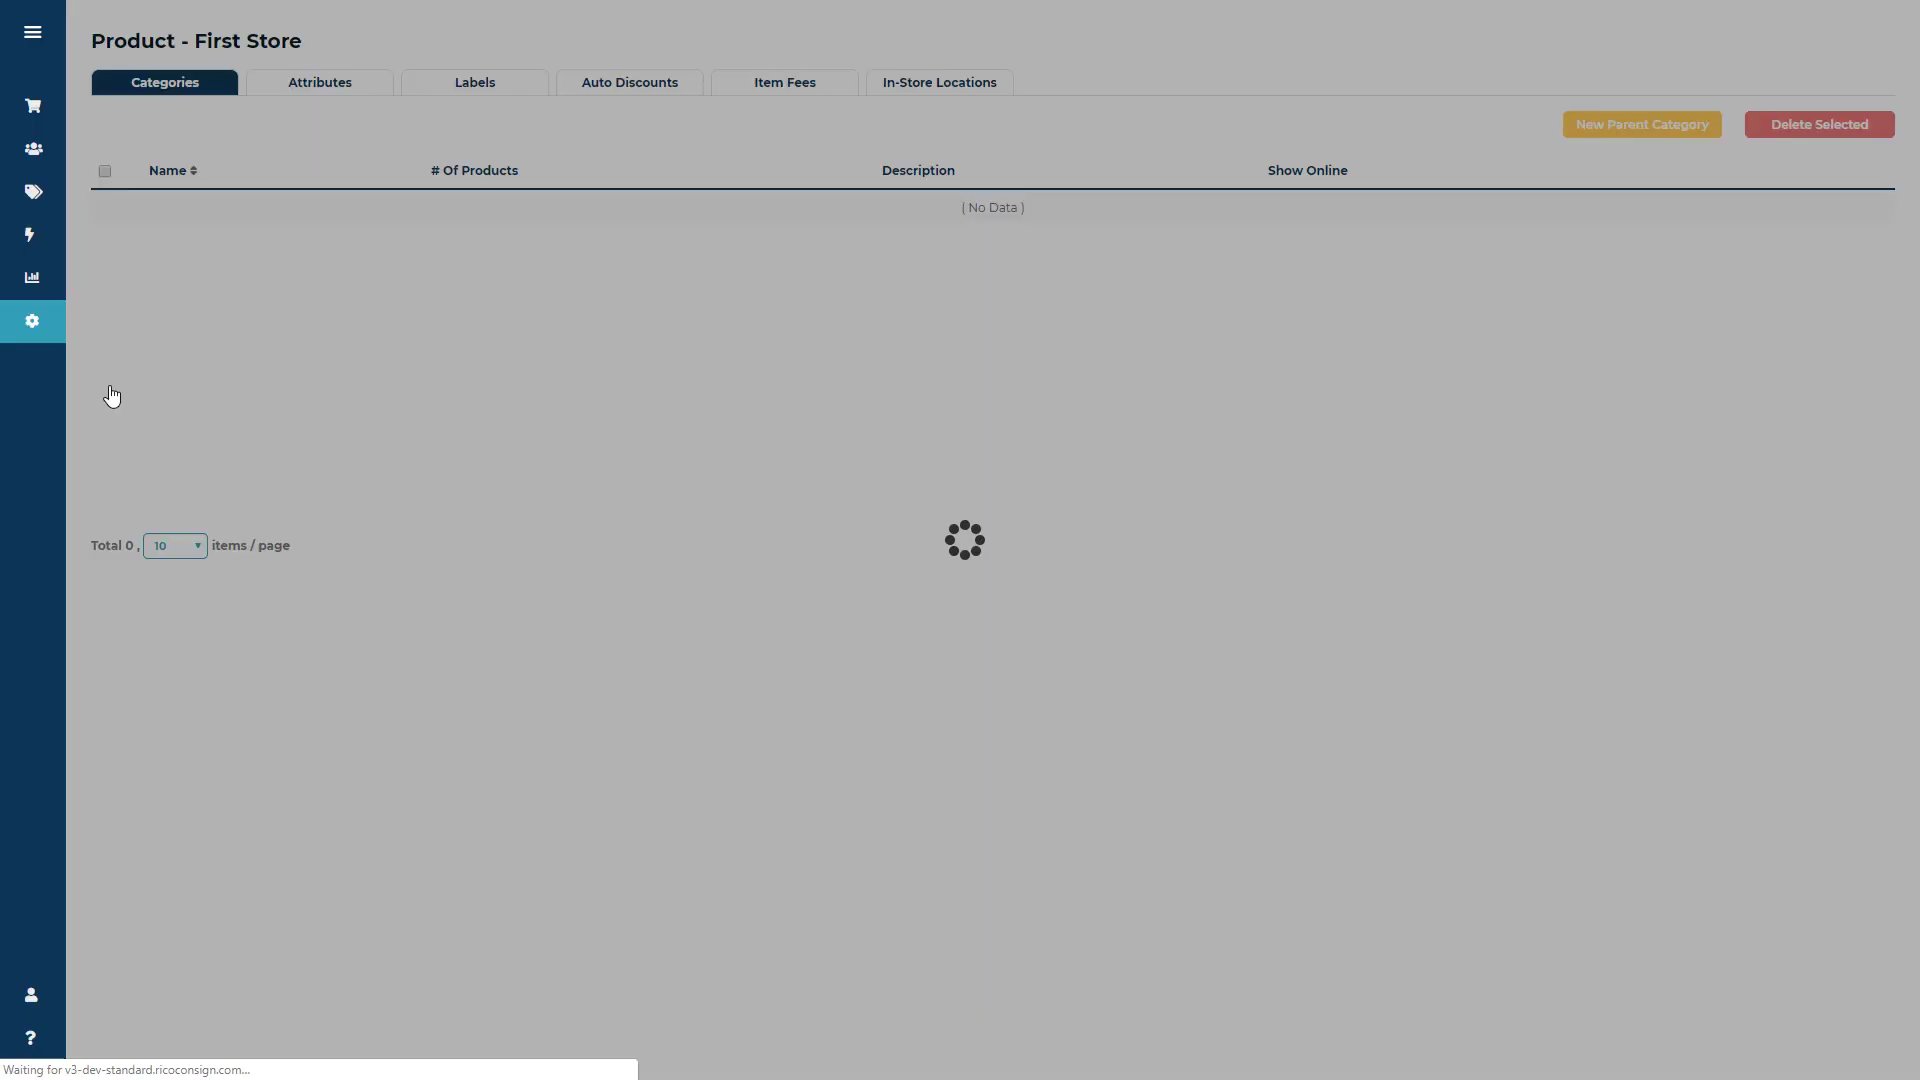 Product - First Store
Categories
Attributes
Labels
Auto Discounts
Item Fees
In-Store Locations
New Parent Category
Delete Selected
Name
# Of Products
Description
Show Online
( No Data )
Total 0 , 10 items / page
?
Waiting for v3-dev-standard.ricoconsign.com...